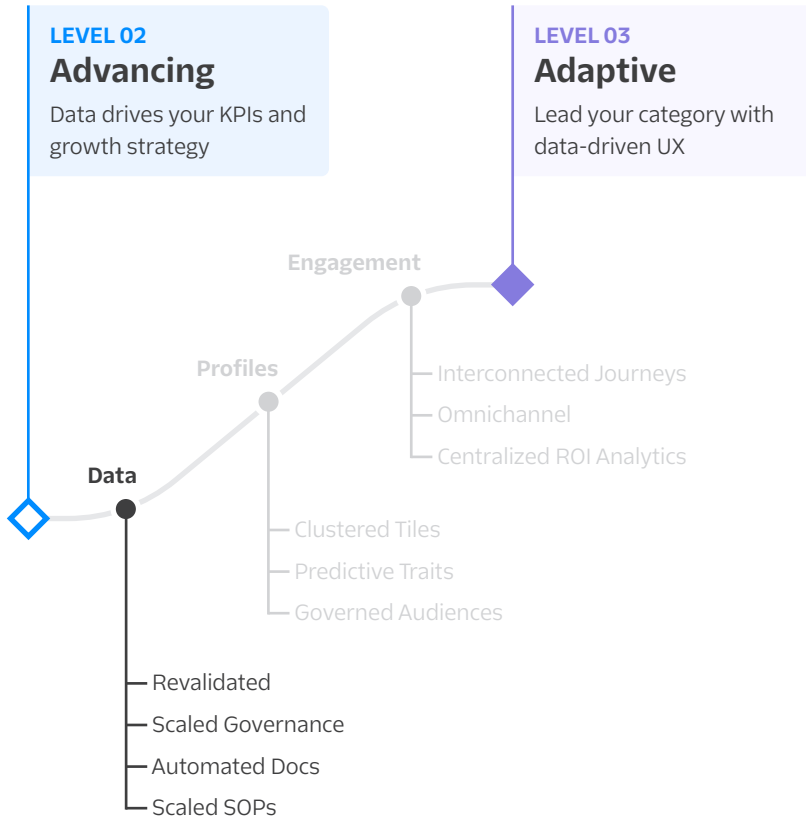 LEVEL 02
Advancing
Data drives your KPIs and
growth strategy
LEVEL 03
Adaptive
Lead your category with
data-driven UX
Engagement
Interconnected Journeys
Omnichannel
Centralized ROI Analytics
Profiles
Clustered Tiles
Predictive Traits
Governed Audiences
Data
Revalidated
Scaled Governance
Automated Docs
Scaled SOPs